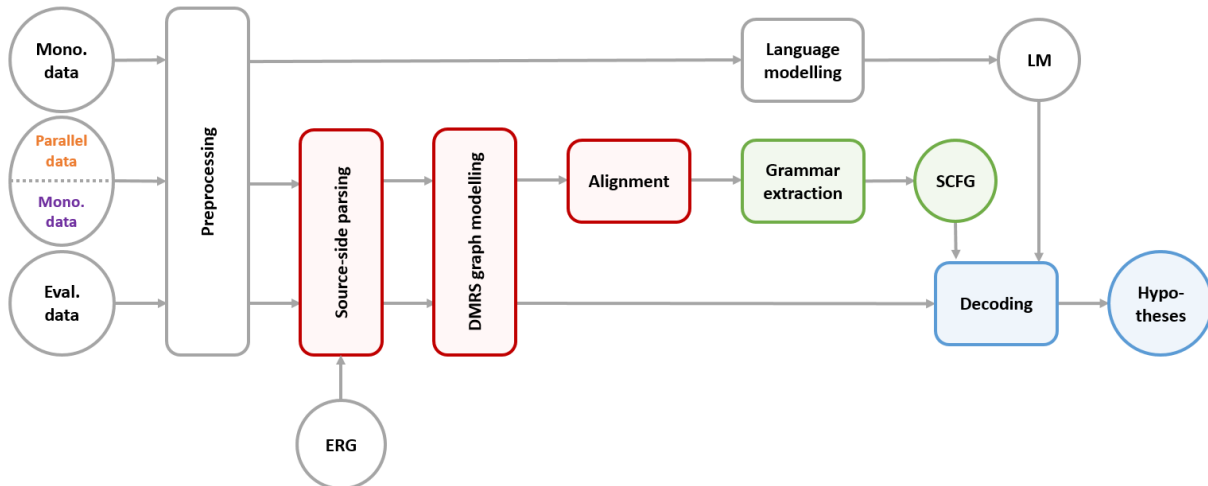 Mono.
data
Parallel
data
Mono.
data
Eval.
data
Preprocessing
Source-side parsing
ERG
DMRS graph modelling
Alignment
Language
modelling
Grammar
extraction
LM
SCFG
Decoding
Hypo-
theses